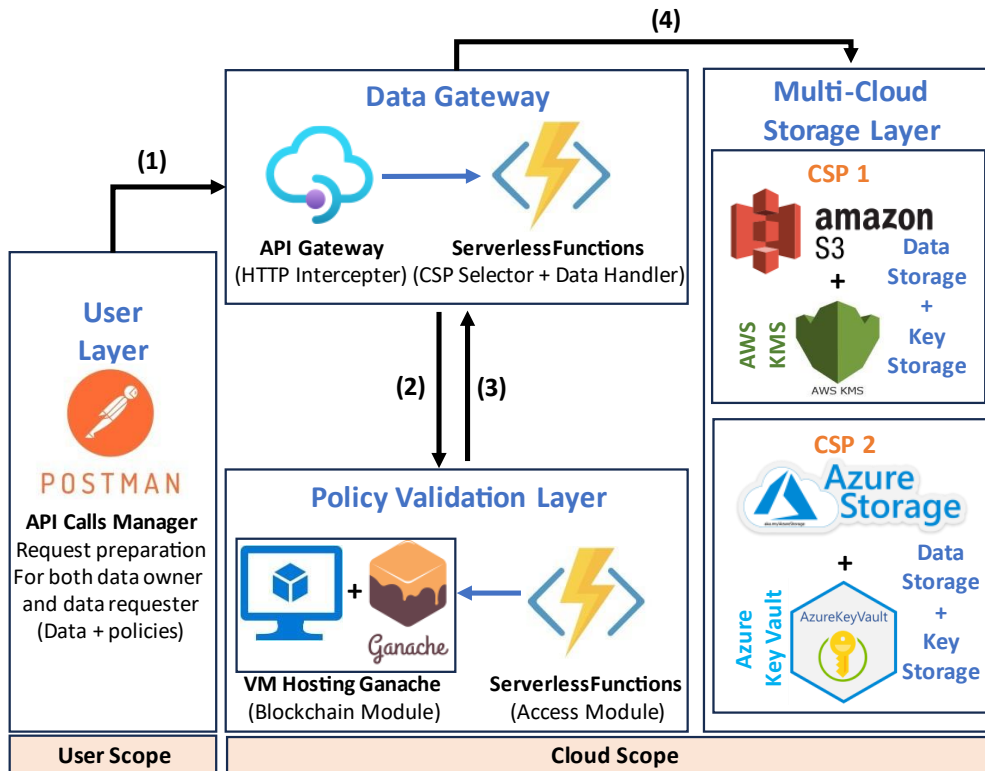 (4)
(1)
Data Gateway
API Gateway
(HTTP Intercepter)
ServerlessFunctions
(CSP Selector + Data Handler)
Multi-Cloud
Storage Layer
CSP 1
amazon
S3
+
AWS
KMS
AWS KMS
Data
Storage
+
Key
Storage
User
Layer
POSTMAN
API Calls Manager
Request preparation
For both data owner
and data requester
(Data + policies)
(2)
(3)
Policy Validation Layer
+
Ganache
VM Hosting Ganache
(Blockchain Module)
ServerlessFunctions
(Access Module)
CSP 2
Azure
Storage
+
Azure
Key Vault
AzureKeyVault
Data
Storage
+
Key
Storage
User Scope
Cloud Scope